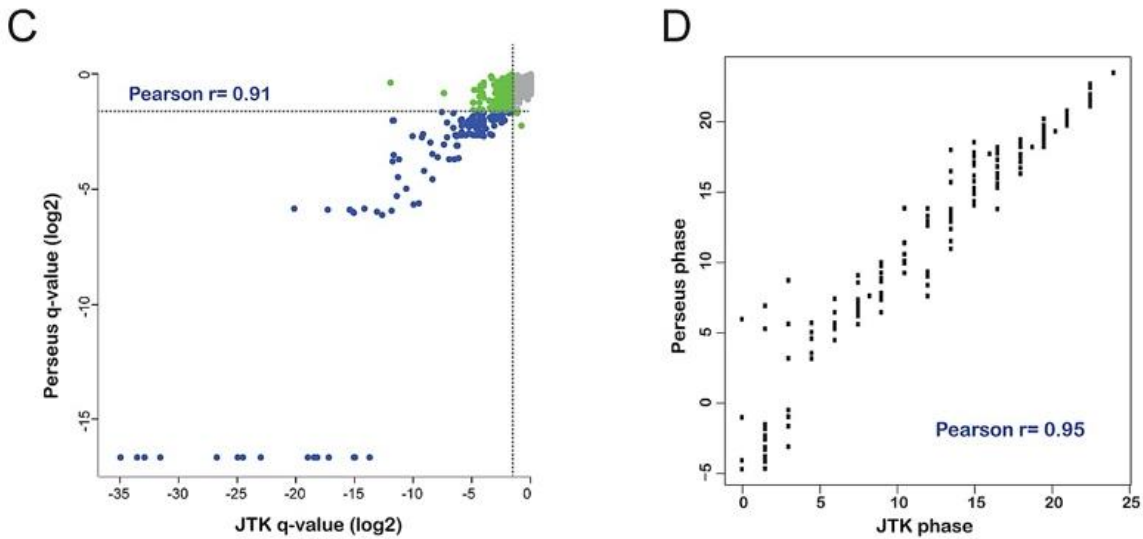 C
Pearson r= 0.91
0
-5
-10
-15
Perseus q-value (log2)
-35 -30 -25 -20 -15 -10 -5 0
JTK q-value (log2)
D
20
15
10
5
0
-5
Perseus phase
Pearson r= 0.95
0 5 10 15 20 25
JTK phase